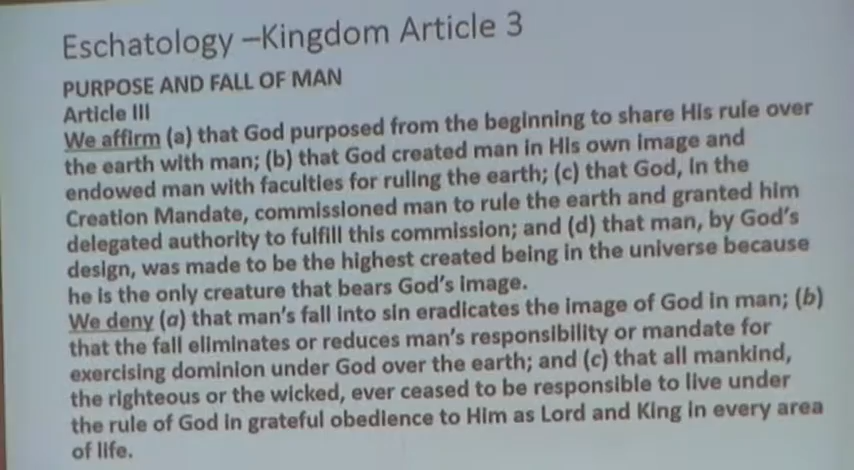 Eschatology –Kingdom Article 3
PURPOSE AND FALL OF MAN
Article III
We affirm (a) that God purposed from the beginning to share His rule over
the earth with man; (b) that God created man in His own image and
endowed man with faculties for ruling the earth; (c) that God, in the
Creation Mandate, commissioned man to rule the earth and granted him
delegated authority to fulfill this commission; and (d) that man, by God's
design, was made to be the highest created being in the universe because
he is the only creature that bears God's image.
We deny (a) that man's fall into sin eradicates the image of God in man; (b)
that the fall eliminates or reduces man's responsibility or mandate for
exercising dominion under God over the earth; and (c) that all mankind,
the righteous or the wicked, ever ceased to be responsible to live under
the rule of God in grateful obedience to Him as Lord and King in every area
of life.